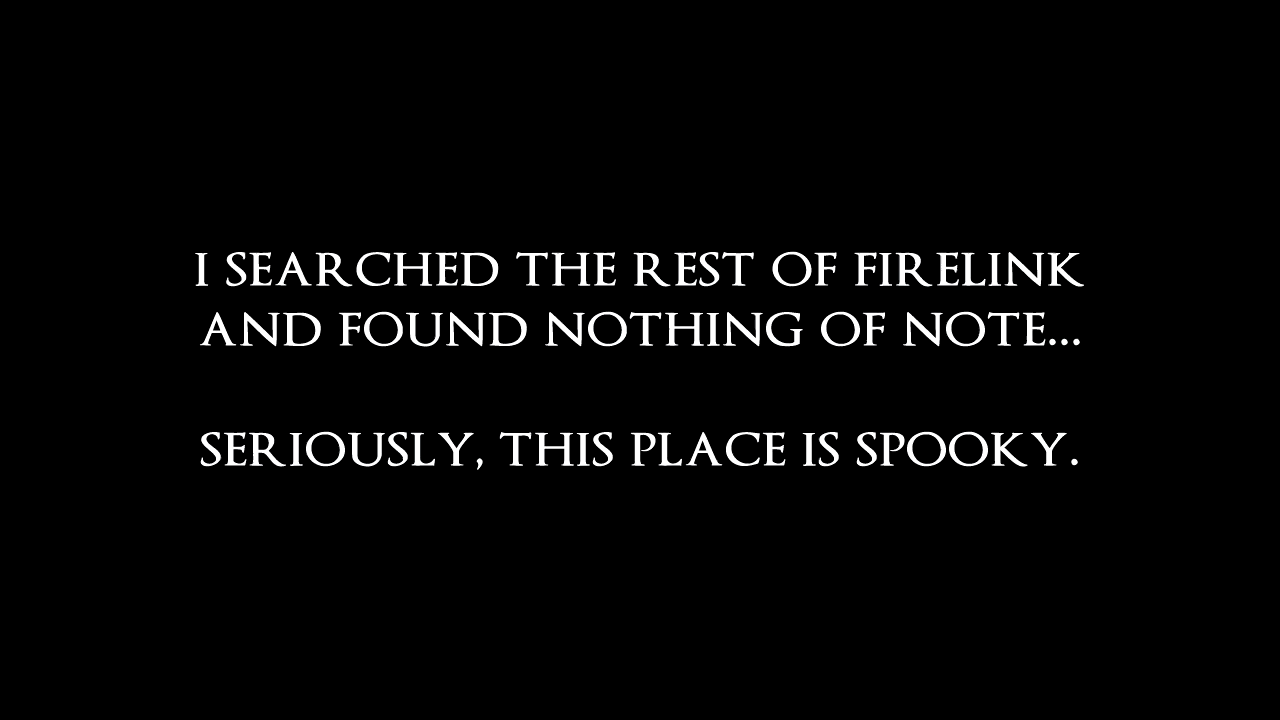 I SEARCHED THE REST OF FIRELINK
AND FOUND NOTHING OF NOTE...
SERIOUSLY, THIS PLACE IS SPOOKY.